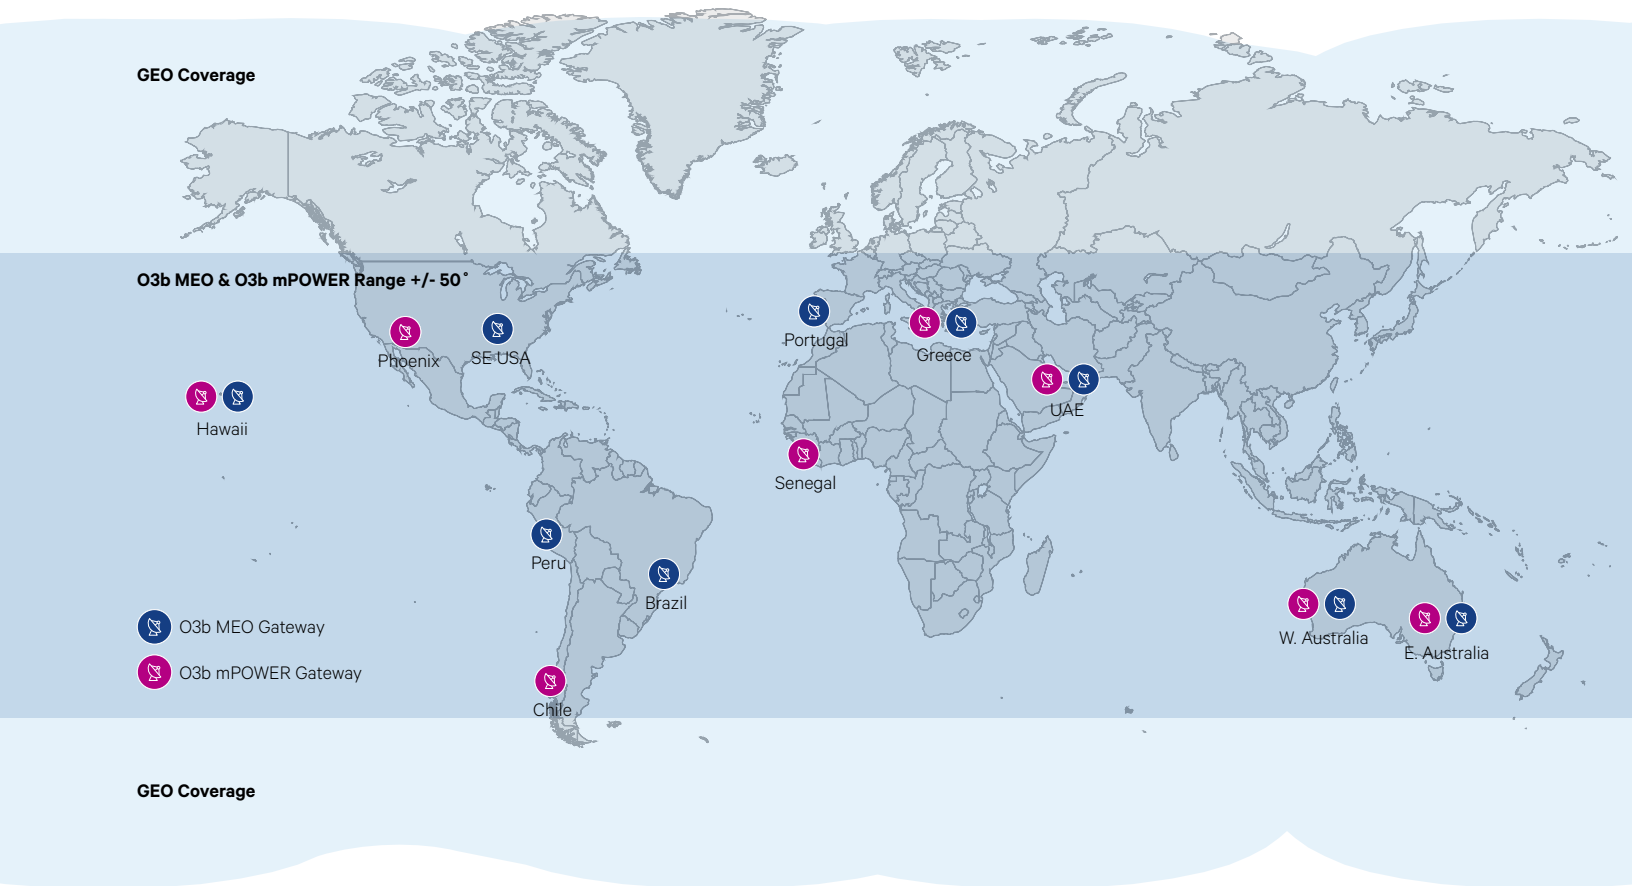 GEO Coverage
O3b MEO & O3b mPOWER Range +/- 50˚
Portugal
Greece
Phoenix
SE USA
UAE
Hawaii
Senegal
Peru
Brazil
O3b MEO Gateway
W. Australia
E. Australia
O3b mPOWER Gateway
Chile
GEO Coverage